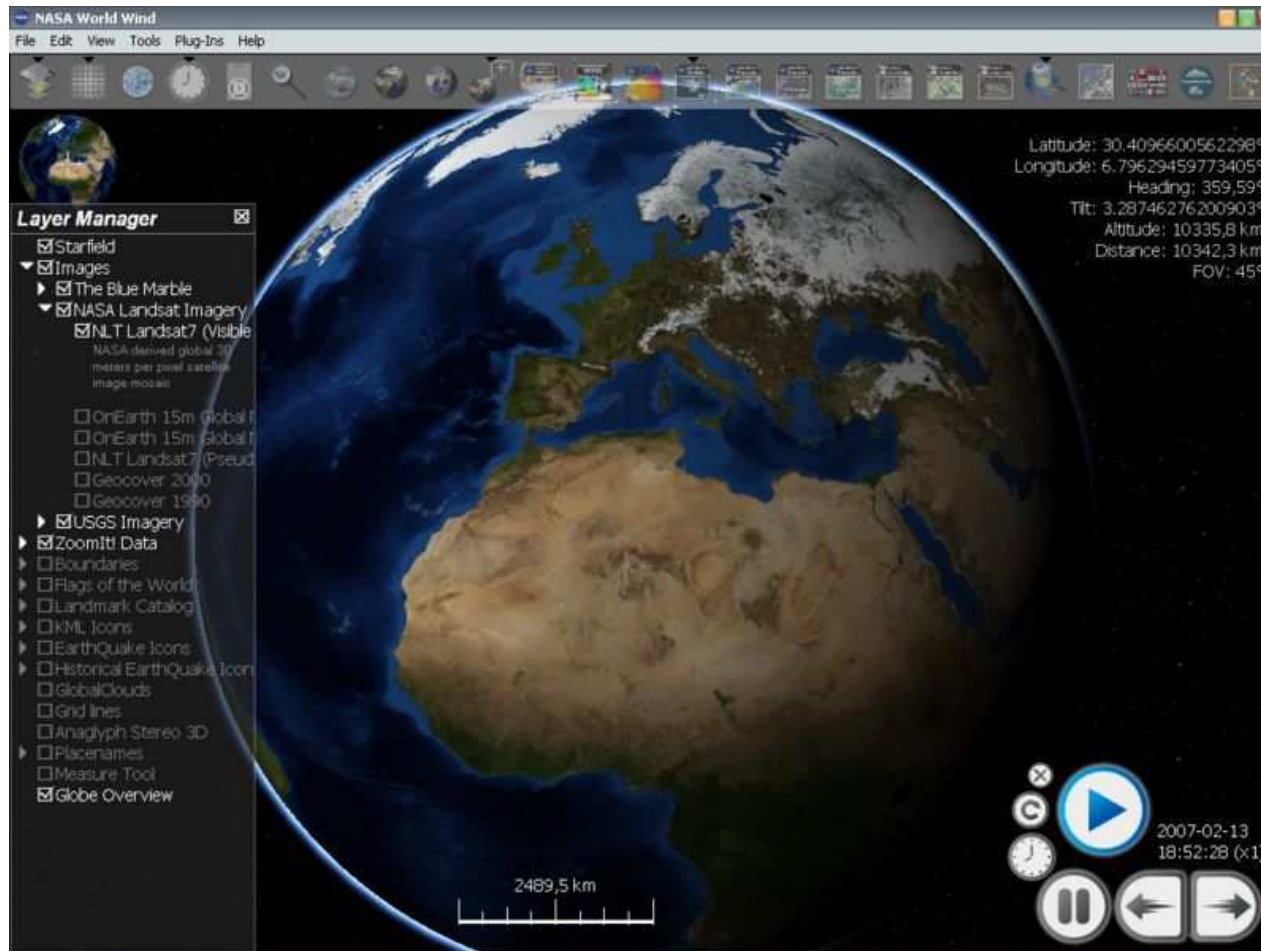 NASA World Wind
File Edit View Tools Plug-Ins Help
Latitude: 30.4096600562298°
Longitude: 6.79629459773405°
Heading: 359,59°
Tilt: 3.28746276200903°
Altitude: 10335,8 km
Distance: 10342,3 km
FOV: 45°
Layer Manager
Starfield
Images
The Blue Marble
NASA Landsat Imagery
NLT Landsat7 (Visible
NASA derived global 30
meters per pixel satellite
image mosaic
OnEarth 15m Global
OnEarth 15m Global
NLT Landsat7 (Pseud
Geocover 2000
Geocover 1990
USGS Imagery
ZoomIt! Data
Boundaries
Flags of the World
Landmark Catalog
KML Icons
EarthQuake Icons
Historical EarthQuake Icon
GlobalClouds
Grid lines
Anaglyph Stereo 3D
Placenames
Measure Tool
Globe Overview
2489,5 km
2007-02-13
18:52:28 (x1)